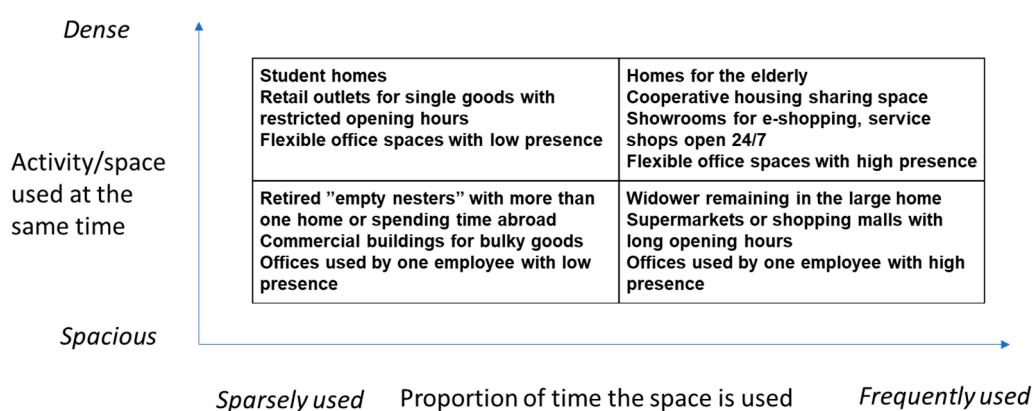 Dense
Student homes
Retail outlets for single goods with
restricted opening hours
Flexible office spaces with low presence
Homes for the elderly
Cooperative housing sharing space
Showrooms for e-shopping, service
shops open 24/7
Flexible office spaces with high presence
Activity/space
used at the
same time
Retired ”empty nesters” with more than
one home or spending time abroad
Commercial buildings for bulky goods
Offices used by one employee with low
presence
Widower remaining in the large home
Supermarkets or shopping malls with
long opening hours
Offices used by one employee with high
presence
Spacious
Sparsely used
Proportion of time the space is used
Frequently used